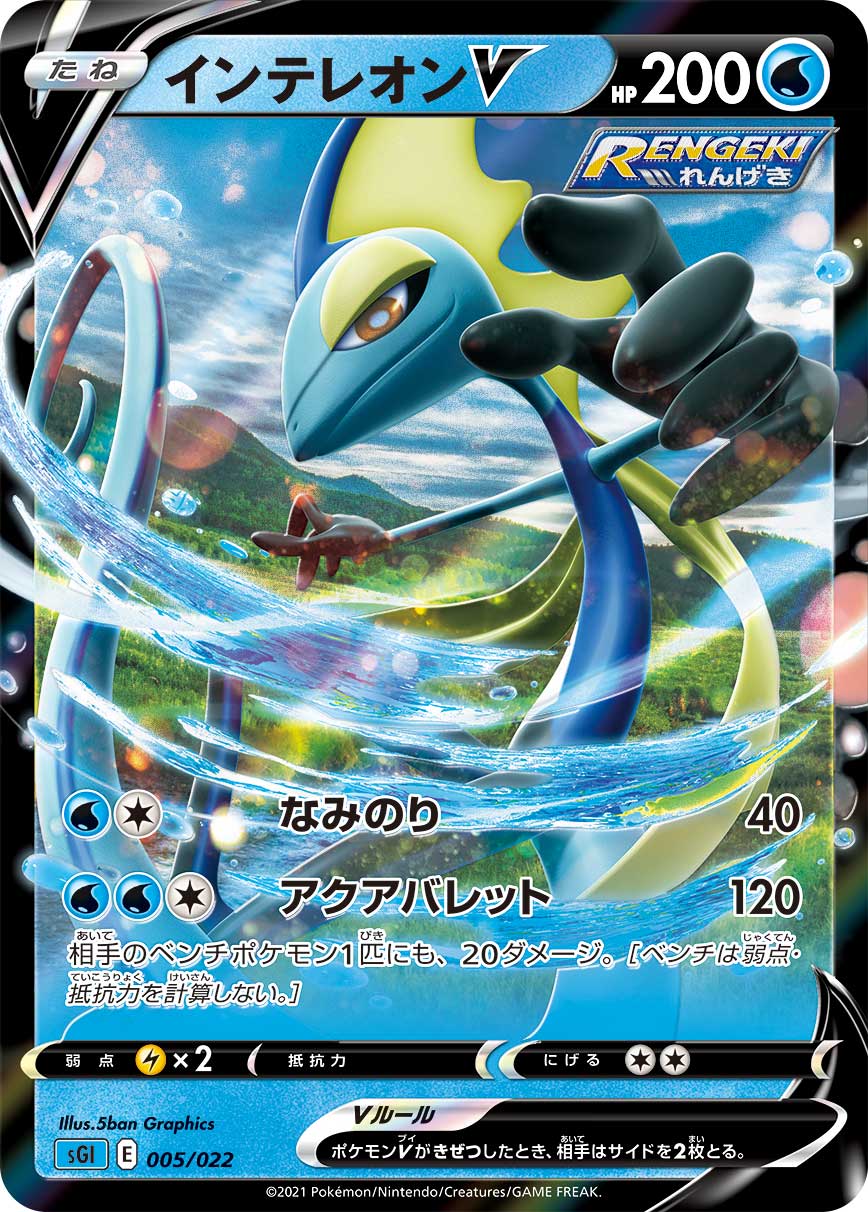 たね インテレオンV HP200
RENGEKI
れんげき
なみのり 40
アクアバレット 120
相手のベンチポケモン1匹にも、20ダメージ。[ベンチは弱点・
抵抗力を計算しない。]
弱点 ×2 抵抗力 にげる
Illus.5ban Graphics
Vルール
sGI E 005/022
ポケモンVがきぜつしたとき、相手はサイドを2枚とる。
©2021 Pokémon/Nintendo/Creatures/GAME FREAK.